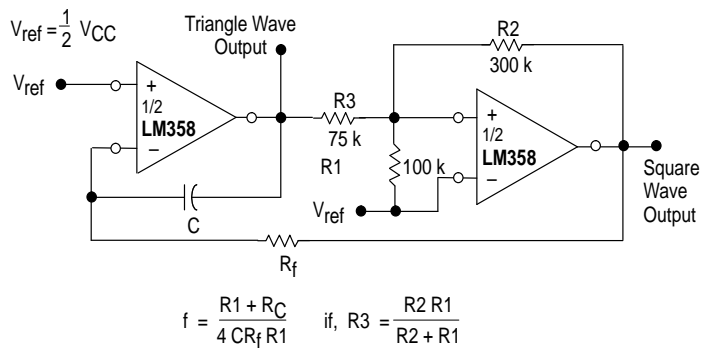 Vref = 1/2 VCC
Triangle Wave
Output
R2
300 k
Vref
+
1/2
LM358
−
R3
75 k
R1
100 k
+
1/2
LM358
−
Square
Wave
Output
C
Vref
Rf
f = (R1 + RC) / (4 CRf R1) if, R3 = (R2 R1) / (R2 + R1)